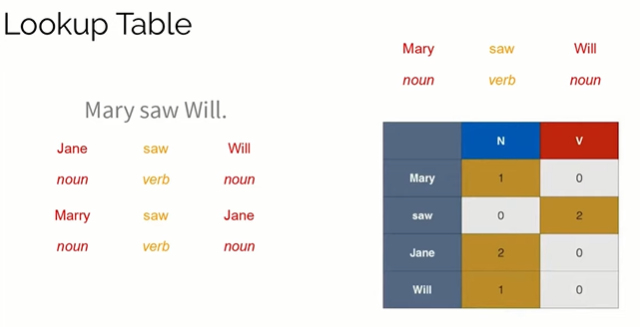 Lookup Table
Mary saw Will.
Jane saw Will
noun verb noun
Marry saw Jane
noun verb noun
Mary saw Will
noun verb noun
N V
Mary 1 0
saw 0 2
Jane 2 0
Will 1 0